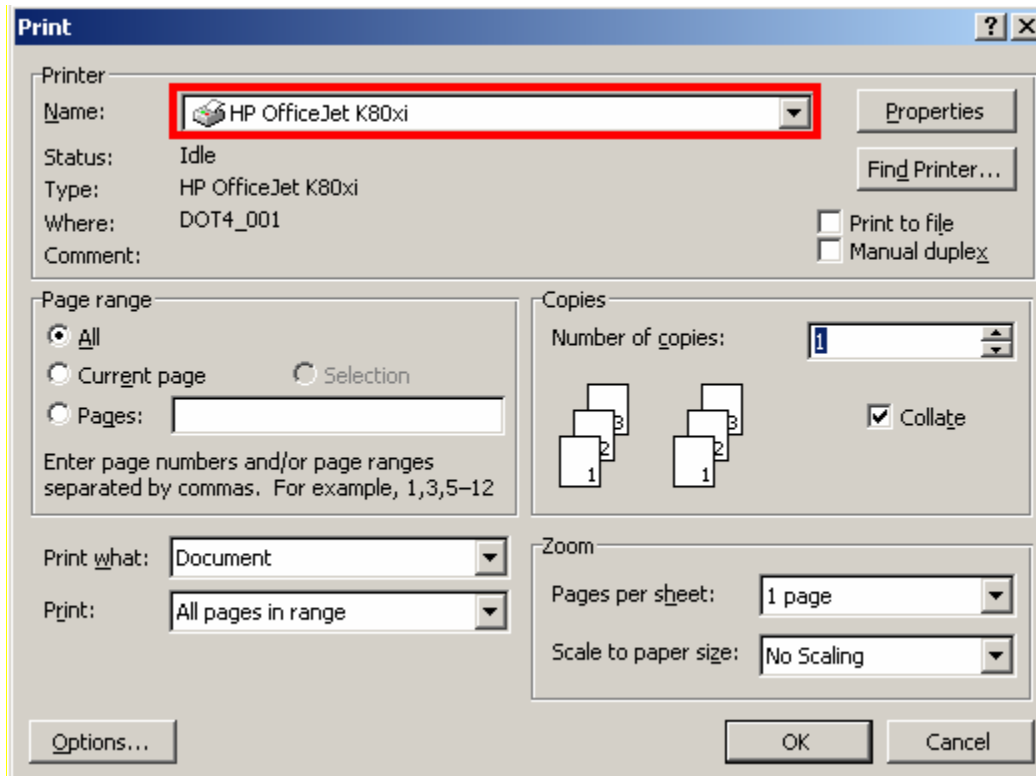 Print
Printer
Name:
HP OfficeJet K80xi
Properties
Status:
Idle
Find Printer...
Type:
HP OfficeJet K80xi
Where:
DOT4_001
Print to file
Comment:
Manual duplex
Page range
All
Current page
Selection
Pages:
Enter page numbers and/or page ranges
separated by commas.  For example, 1,3,5–12
Copies
Number of copies:
1
3
2
1
3
2
1
Collate
Print what:
Document
Print:
All pages in range
Zoom
Pages per sheet:
1 page
Scale to paper size:
No Scaling
Options...
OK
Cancel